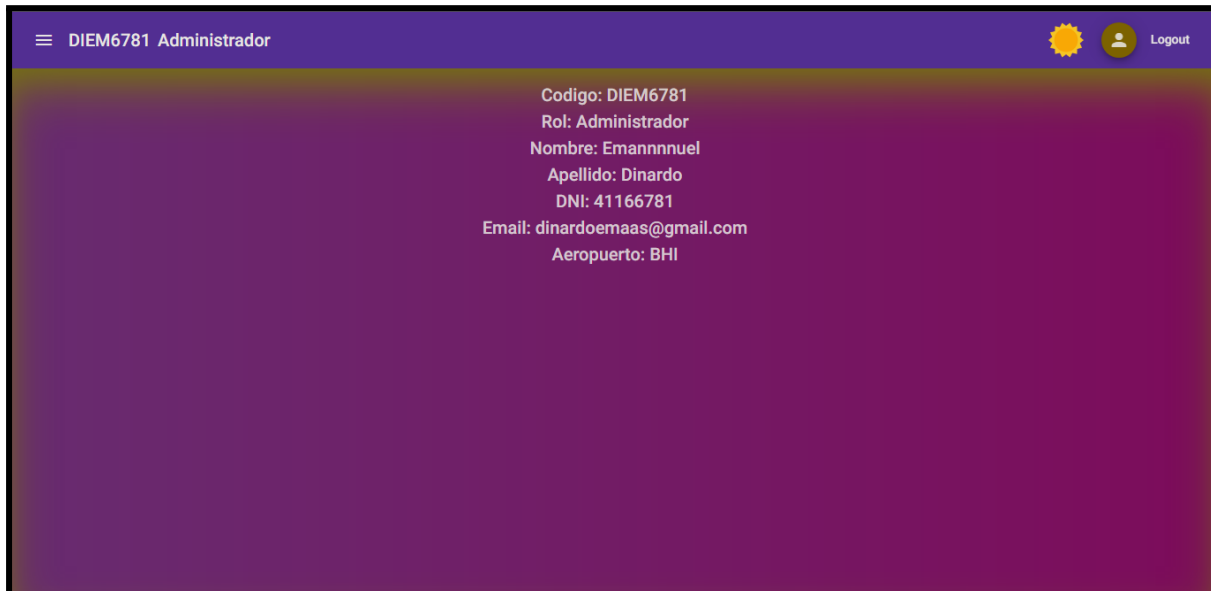 DIEM6781 Administrador
Logout
Codigo: DIEM6781
Rol: Administrador
Nombre: Emannnnuel
Apellido: Dinardo
DNI: 41166781
Email: dinardoemaas@gmail.com
Aeropuerto: BHI